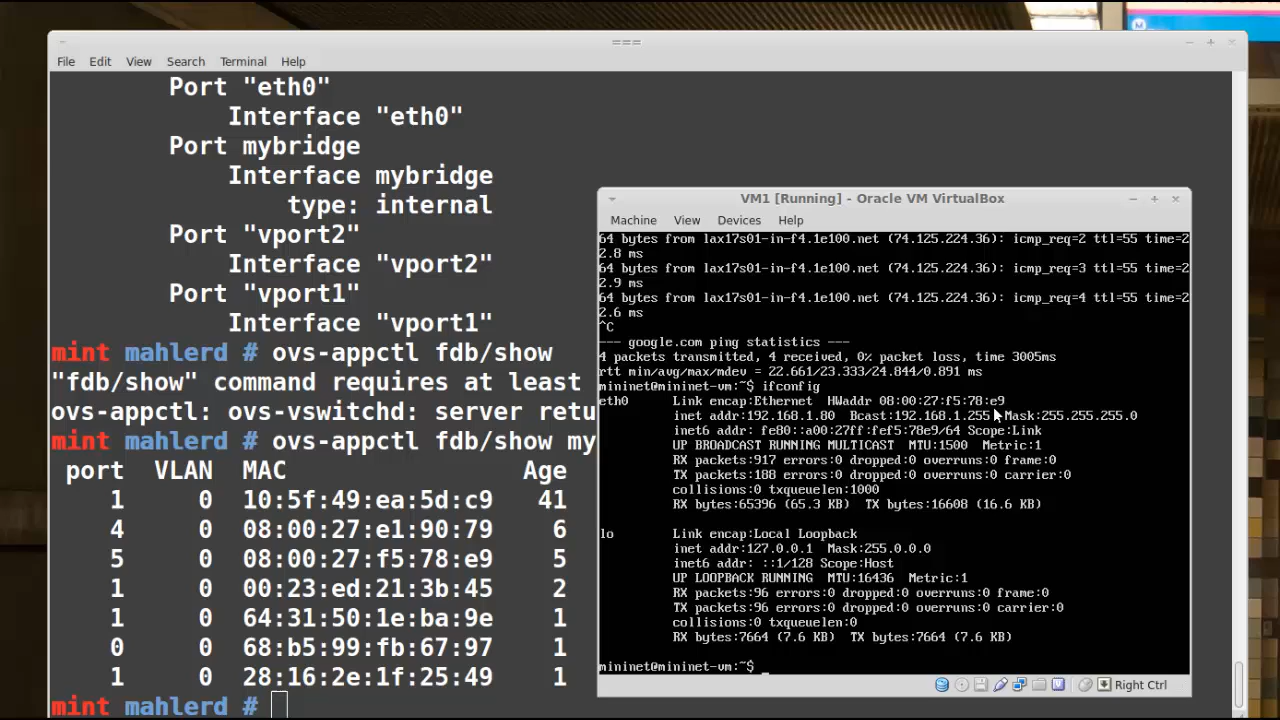 ===
File Edit View Search Terminal Help
Port "eth0"
Interface "eth0"
Port mybridge
Interface mybridge
type: internal
Port "vport2"
Interface "vport2"
Port "vport1"
Interface "vport1"
mint mahlerd # ovs-appctl fdb/show
"fdb/show" command requires at least
ovs-appctl: ovs-vswitchd: server retu
mint mahlerd # ovs-appctl fdb/show my
port VLAN MAC Age
1 0 10:5f:49:ea:5d:c9 41
4 0 08:00:27:e1:90:79 6
5 0 08:00:27:f5:78:e9 5
1 0 00:23:ed:21:3b:45 2
1 0 64:31:50:1e:ba:9e 1
0 0 68:b5:99:fb:67:97 1
1 0 28:16:2e:1f:25:49 1
mint mahlerd #
VM1 [Running] - Oracle VM VirtualBox
Machine View Devices Help
64 bytes from lax17s01-in-f4.1e100.net (74.125.224.36): icmp_req=2 ttl=55 time=2
2.8 ms
64 bytes from lax17s01-in-f4.1e100.net (74.125.224.36): icmp_req=3 ttl=55 time=2
2.9 ms
64 bytes from lax17s01-in-f4.1e100.net (74.125.224.36): icmp_req=4 ttl=55 time=2
2.6 ms
^C
--- google.com ping statistics ---
4 packets transmitted, 4 received, 0% packet loss, time 3005ms
rtt min/avg/max/mdev = 22.661/23.333/24.844/0.891 ms
mininet@mininet-vm:~$ ifconfig
eth0 Link encap:Ethernet HWaddr 08:00:27:f5:78:e9
inet addr:192.168.1.80 Bcast:192.168.1.255 Mask:255.255.255.0
inet6 addr: fe80::a00:27ff:fef5:78e9/64 Scope:Link
UP BROADCAST RUNNING MULTICAST MTU:1500 Metric:1
RX packets:917 errors:0 dropped:0 overruns:0 frame:0
TX packets:188 errors:0 dropped:0 overruns:0 carrier:0
collisions:0 txqueuelen:1000
RX bytes:65396 (65.3 KB) TX bytes:16608 (16.6 KB)
lo Link encap:Local Loopback
inet addr:127.0.0.1 Mask:255.0.0.0
inet6 addr: ::1/128 Scope:Host
UP LOOPBACK RUNNING MTU:16436 Metric:1
RX packets:96 errors:0 dropped:0 overruns:0 frame:0
TX packets:96 errors:0 dropped:0 overruns:0 carrier:0
collisions:0 txqueuelen:0
RX bytes:7664 (7.6 KB) TX bytes:7664 (7.6 KB)
mininet@mininet-vm:~$ _
Right Ctrl